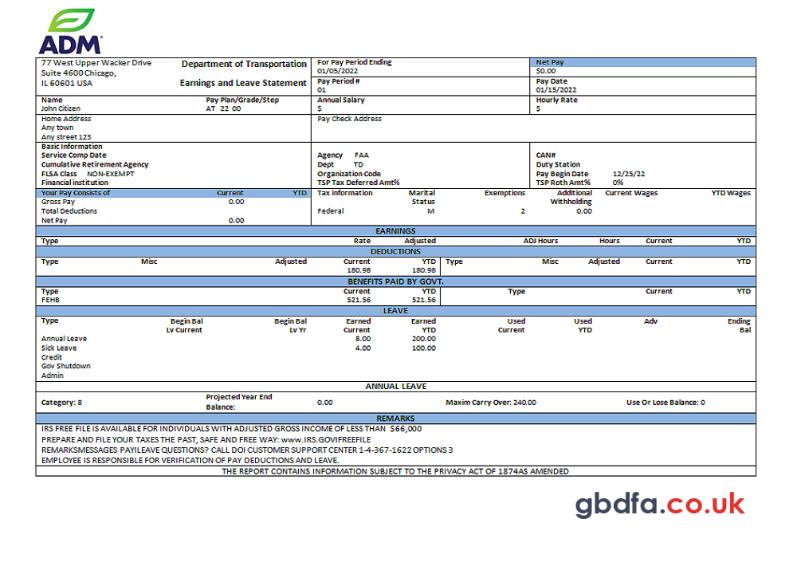 ADM
77 West Upper Wacker Drive
Suite 4600 Chicago,
IL 60601 USA
Department of Transportation
Earnings and Leave Statement
For Pay Period Ending
01/05/2022
Net Pay
$0.00
Pay Period #
01
Pay Date
01/15/2022
Name
John Citizen
Pay Plan/Grade/Step
AT 22 00
Annual Salary
$
Hourly Rate
$
Home Address
Any town
Any street 123
Pay Check Address
Basic Information
Service Comp Date
Cumulative Retirement Agency
FLSA Class NON-EXEMPT
Financial institution
Agency FAA
Dept TD
Organization Code
TSP Tax Deferred Amt%
CAN#
Duty Station
Pay Begin Date 12/25/22
TSP Roth Amt% 0%
Your Pay Consists of Current YTD
Gross Pay 0.00
Total Deductions
Net Pay 0.00
Tax information Marital Status Exemptions Additional Withholding Current Wages YTD Wages
Federal M 2 0.00
EARNINGS
Type Rate Adjusted ADJ Hours Hours Current YTD
DEDUCTIONS
Type Misc Adjusted Current YTD Type Misc Adjusted Current YTD
180.98 180.98
BENEFITS PAID BY GOVT.
Type Current YTD Type Current YTD
FEHB 521.56 521.56
LEAVE
Type Begin Bal Begin Bal Earned Earned Used Used Adv Ending
Lv Current Lv Yr Current YTD Current YTD Bal
Annual Leave 8.00 200.00
Sick Leave 4.00 100.00
Credit
Gov Shutdown
Admin
ANNUAL LEAVE
Category: 8 Projected Year End Balance: 0.00 Maxim Carry Over: 240.00 Use Or Lose Balance: 0
REMARKS
IRS FREE FILE IS AVAILABLE FOR INDIVIDUALS WITH ADJUSTED GROSS INCOME OF LESS THAN $66,000
PREPARE AND FILE YOUR TAXES THE PAST, SAFE AND FREE WAY: www.IRS.GOVIFREEFILE
REMARKSMESSAGES PAYILEAVE QUESTIONS? CALL DOI CUSTOMER SUPPORT CENTER 1-4-367-1622 OPTIONS 3
EMPLOYEE IS RESPONSIBLE FOR VERIFICATION OF PAY DEDUCTIONS AND LEAVE.
THE REPORT CONTAINS INFORMATION SUBJECT TO THE PRIVACY ACT OF 1874AS AMENDED
gbdfa.co.uk